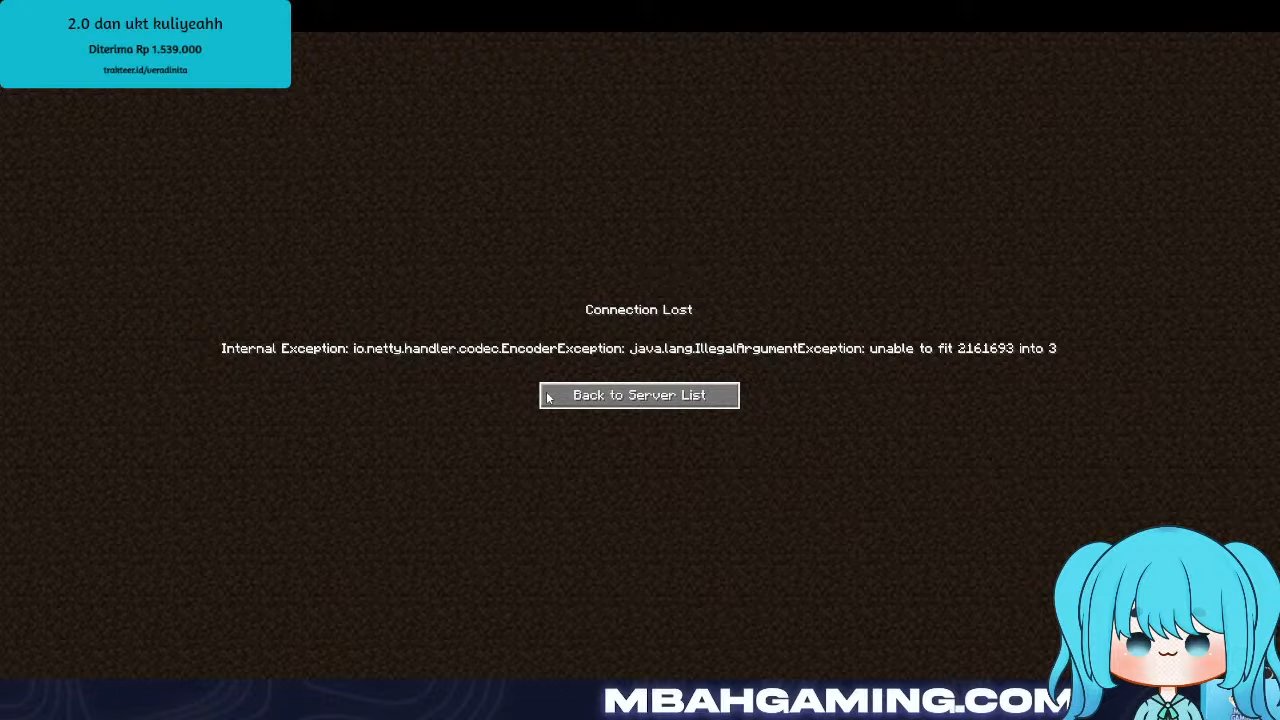 2.0 dan ukt kuliyeahh
Diterima Rp 1.539.000
trakteer.id/veradinita
Connection Lost
Internal Exception: io.netty.handler.codec.EncoderException: java.lang.IllegalArgumentException: unable to fit 2161693 into 3
Back to Server List
MBAHGAMING.COM